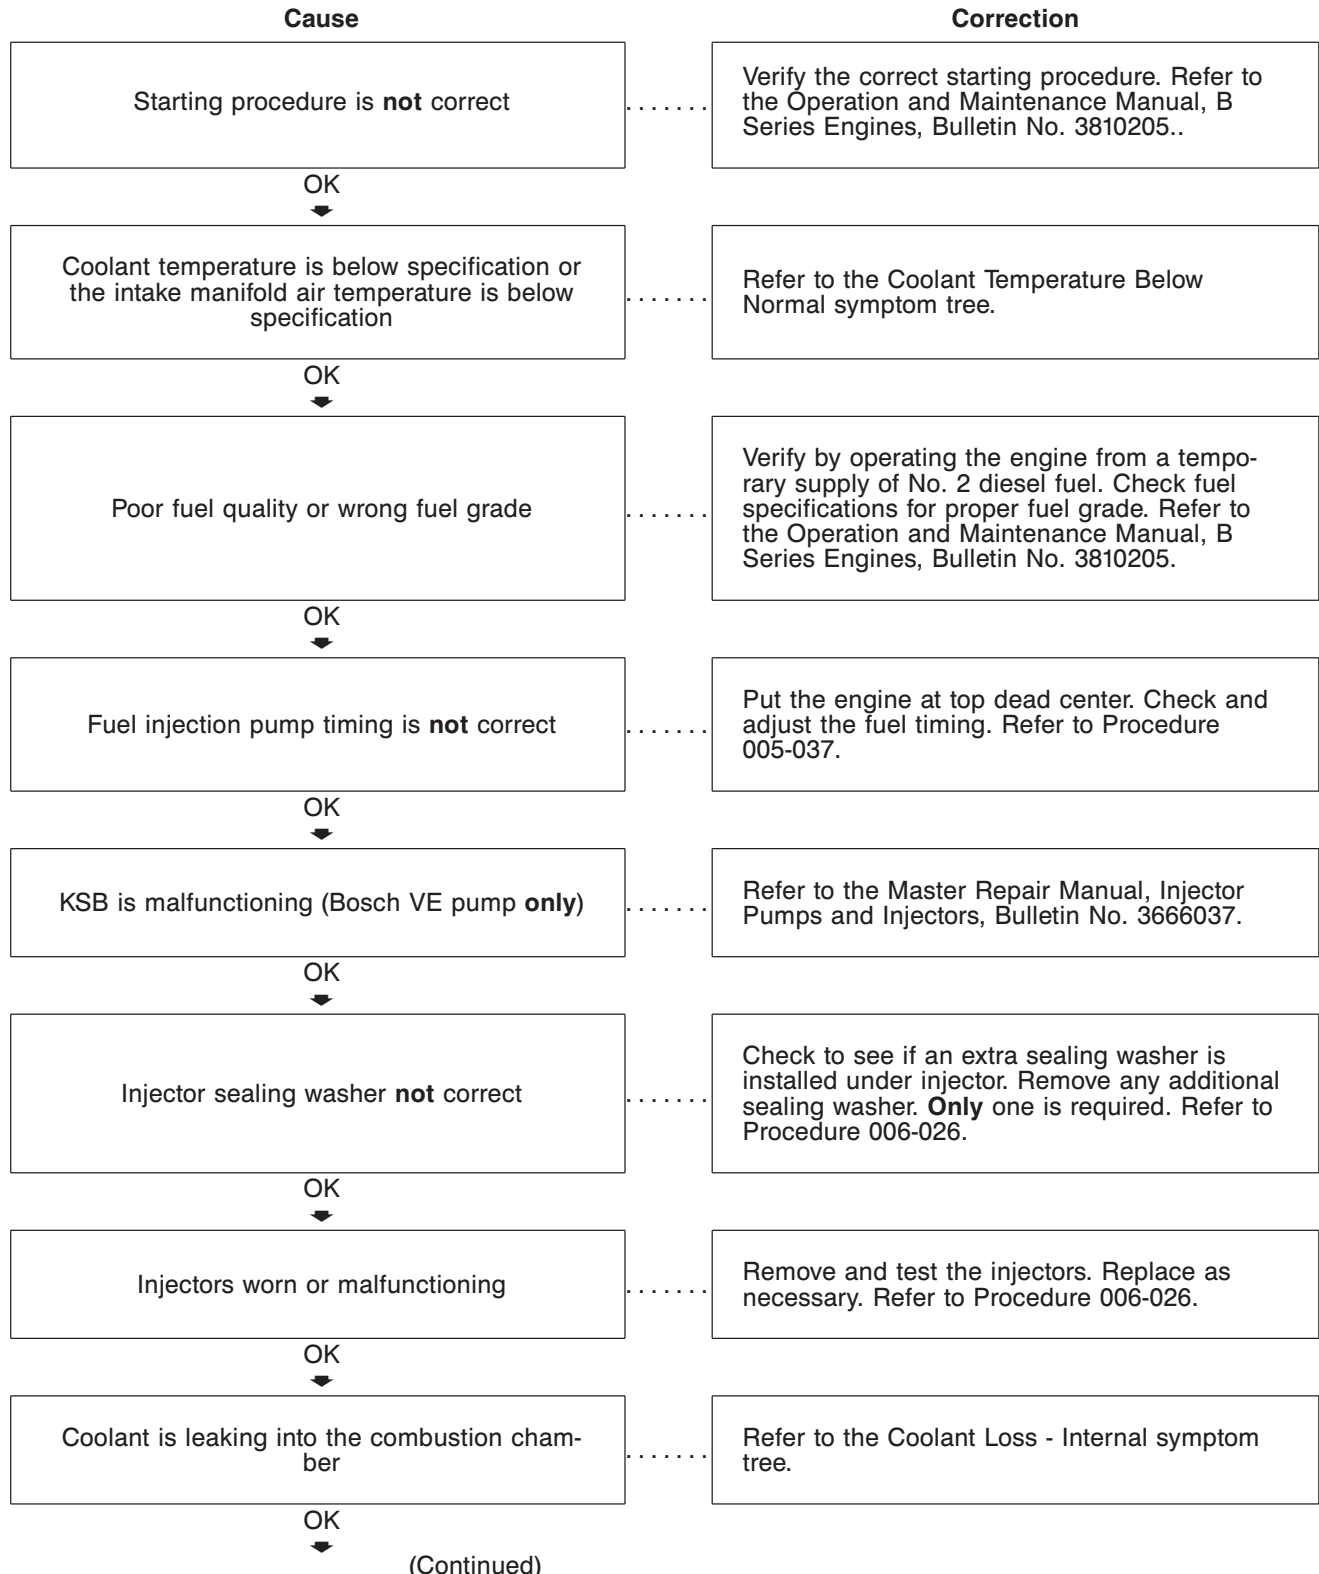 Cause
Correction
Starting procedure is not correct
.......
Verify the correct starting procedure. Refer to
the Operation and Maintenance Manual, B
Series Engines, Bulletin No. 3810205..
OK
Coolant temperature is below specification or
the intake manifold air temperature is below
specification
.......
Refer to the Coolant Temperature Below
Normal symptom tree.
OK
Poor fuel quality or wrong fuel grade
.......
Verify by operating the engine from a tempo-
rary supply of No. 2 diesel fuel. Check fuel
specifications for proper fuel grade. Refer to
the Operation and Maintenance Manual, B
Series Engines, Bulletin No. 3810205.
OK
Fuel injection pump timing is not correct
.......
Put the engine at top dead center. Check and
adjust the fuel timing. Refer to Procedure
005-037.
OK
KSB is malfunctioning (Bosch VE pump only)
.......
Refer to the Master Repair Manual, Injector
Pumps and Injectors, Bulletin No. 3666037.
OK
Injector sealing washer not correct
.......
Check to see if an extra sealing washer is
installed under injector. Remove any additional
sealing washer. Only one is required. Refer to
Procedure 006-026.
OK
Injectors worn or malfunctioning
.......
Remove and test the injectors. Replace as
necessary. Refer to Procedure 006-026.
OK
Coolant is leaking into the combustion cham-
ber
.......
Refer to the Coolant Loss - Internal symptom
tree.
OK
(Continued)